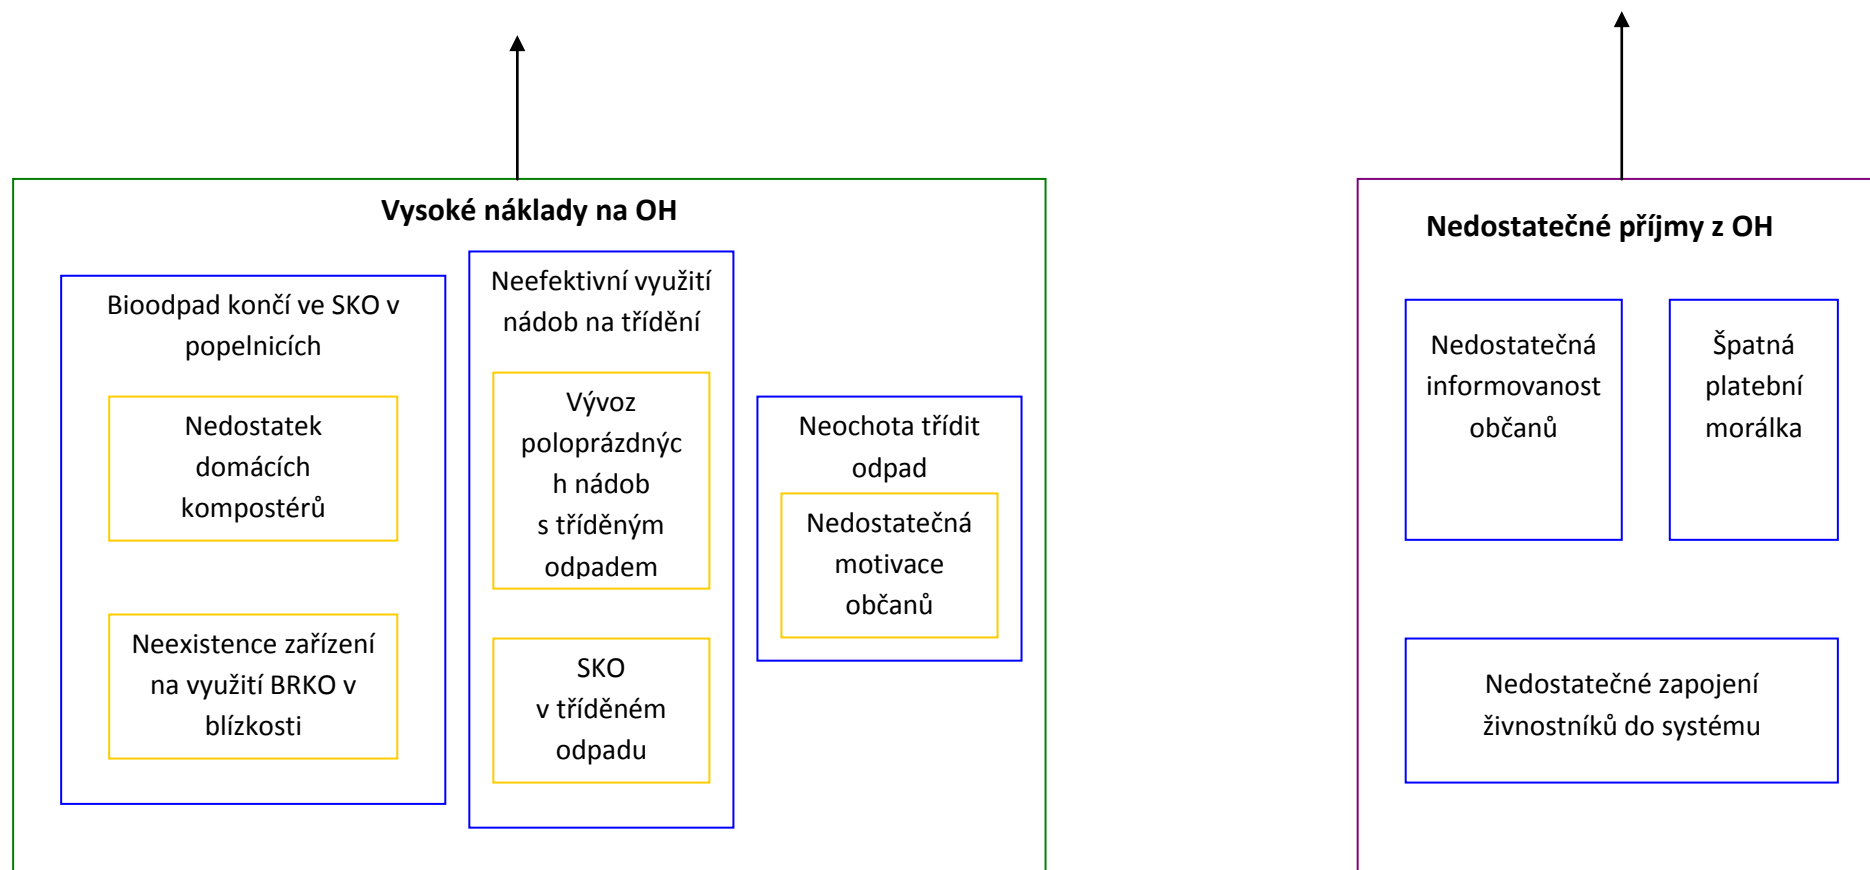 Vysoké náklady na OH
Bioodpad končí ve SKO v
popelnicích
Nedostatek
domácích
kompostérů
Neexistence zařízení
na využití BRKO v
blízkosti
Neefektivní využití
nádob na třídění
Vývoz
poloprázdnýc
h nádob
s tříděným
odpadem
SKO
v tříděném
odpadu
Neochota třídit
odpad
Nedostatečná
motivace
občanů
Nedostatečné příjmy z OH
Nedostatečná
informovanost
občanů
Špatná
platební
morálka
Nedostatečné zapojení
živnostníků do systému